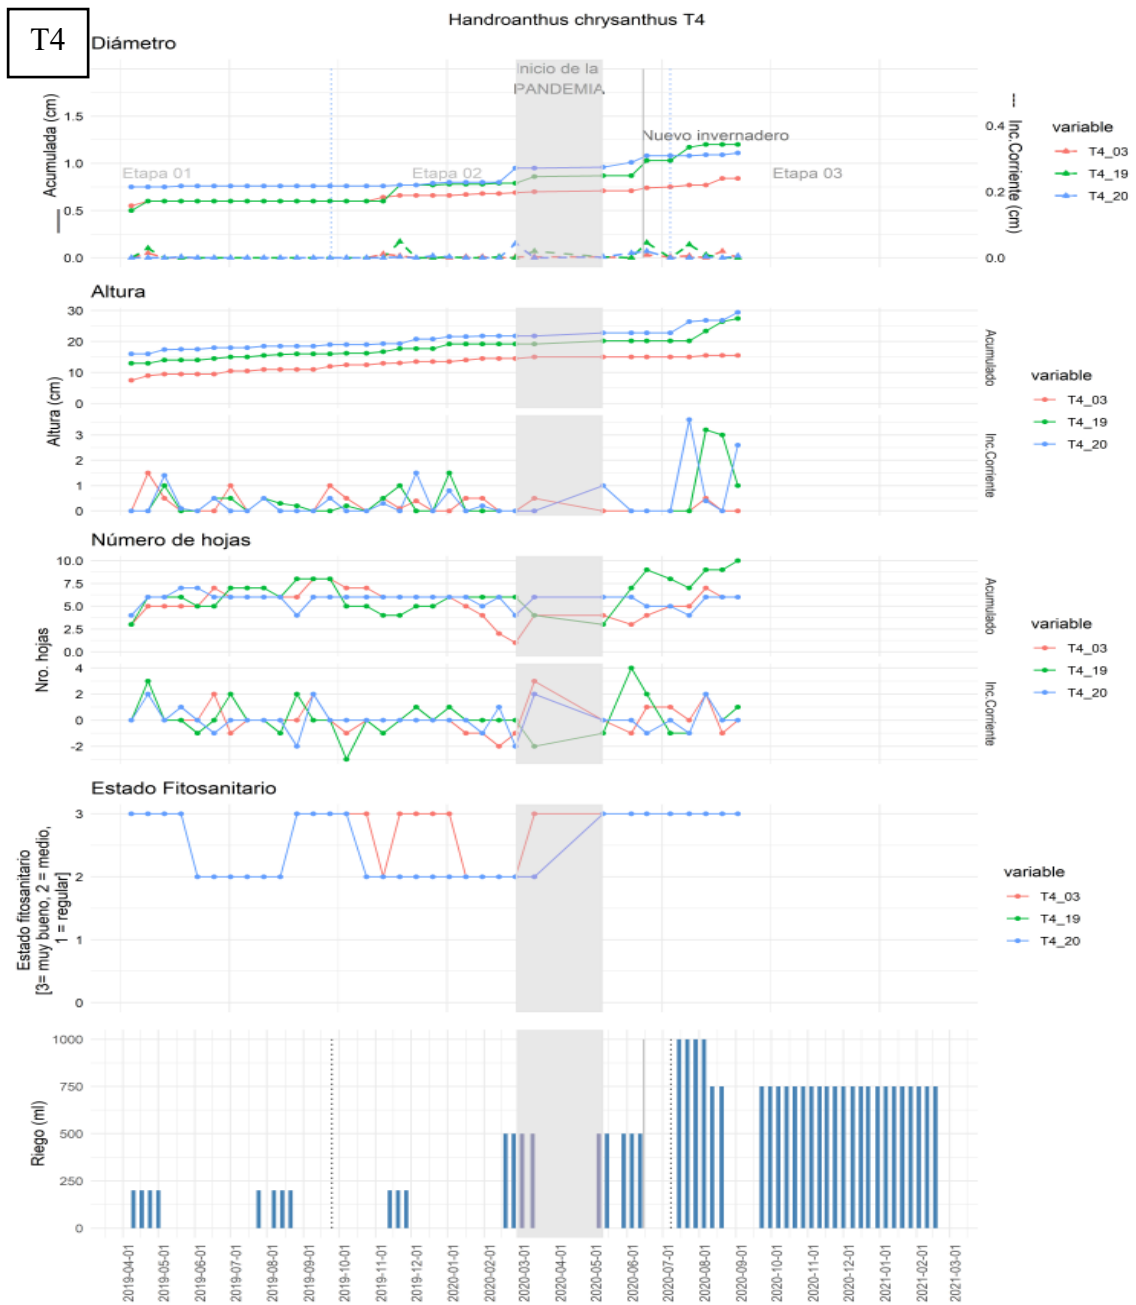 T4
Handroanthus chrysanthus T4
Diámetro
Inicio de la
PANDEMIA
Nuevo invernadero
Etapa 01
Etapa 02
Etapa 03
Acumulada (cm)
1.5
1.0
0.5
0.0
0.4
0.2
0.0
Inc.Corriente (cm)
variable
T4_03
T4_19
T4_20
Altura
Altura (cm)
30
20
10
0
Acumulado
3
2
1
0
Inc.Corriente
variable
T4_03
T4_19
T4_20
Número de hojas
Nro. hojas
10.0
7.5
5.0
2.5
0.0
Acumulado
4
2
0
-2
Inc.Corriente
variable
T4_03
T4_19
T4_20
Estado Fitosanitario
Estado fitosanitario
[3= muy bueno, 2 = medio,
1 = regular]
3
2
1
0
variable
T4_03
T4_19
T4_20
Riego (ml)
1000
750
500
250
0
2019-04-01
2019-05-01
2019-06-01
2019-07-01
2019-08-01
2019-09-01
2019-10-01
2019-11-01
2019-12-01
2020-01-01
2020-02-01
2020-03-01
2020-04-01
2020-05-01
2020-06-01
2020-07-01
2020-08-01
2020-09-01
2020-10-01
2020-11-01
2020-12-01
2021-01-01
2021-02-01
2021-03-01